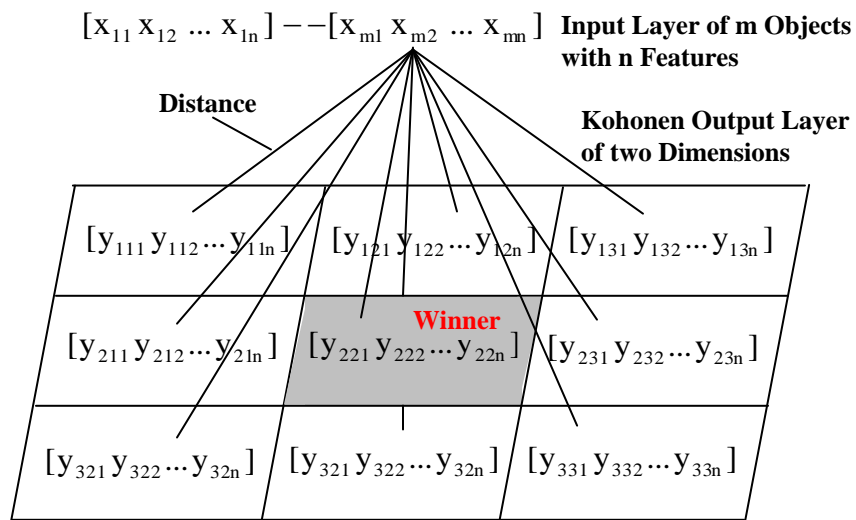 [x₁₁ x₁₂ ... x₁ₙ] −−[xₘ₁ xₘ₂ ... xₘₙ]
Input Layer of m Objects
with n Features
Distance
Kohonen Output Layer
of two Dimensions
[y₁₁₁ y₁₁₂ ... y₁₁ₙ] [y₁₂₁ y₁₂₂ ... y₁₂ₙ] [y₁₃₁ y₁₃₂ ... y₁₃ₙ]
Winner
[y₂₁₁ y₂₁₂ ... y₂₁ₙ] [y₂₂₁ y₂₂₂ ... y₂₂ₙ] [y₂₃₁ y₂₃₂ ... y₂₃ₙ]
[y₃₂₁ y₃₂₂ ... y₃₂ₙ] [y₃₂₁ y₃₂₂ ... y₃₂ₙ] [y₃₃₁ y₃₃₂ ... y₃₃ₙ]